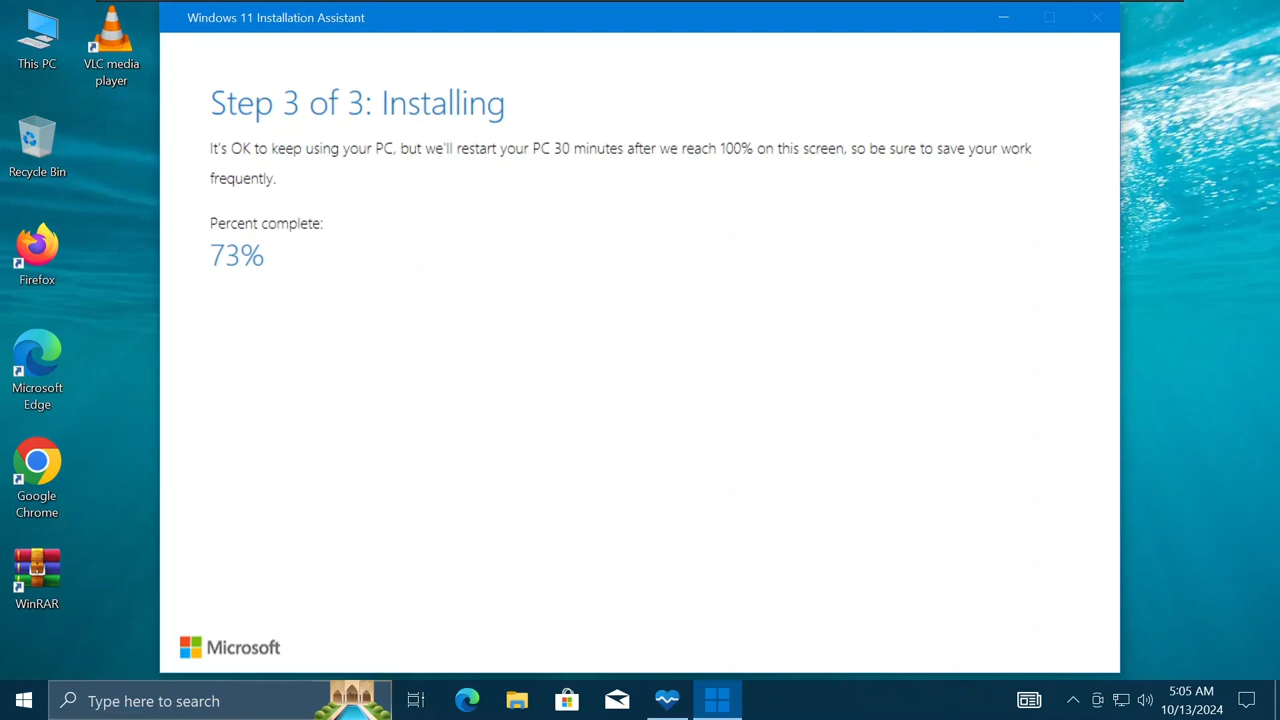 Windows 11 Installation Assistant
This PC
VLC media
player
Step 3 of 3: Installing
It's OK to keep using your PC, but we'll restart your PC 30 minutes after we reach 100% on this screen, so be sure to save your work
frequently.
Recycle Bin
Percent complete:
73%
Firefox
Microsoft
Edge
Google
Chrome
WinRAR
Microsoft
Type here to search
5:05 AM
10/13/2024